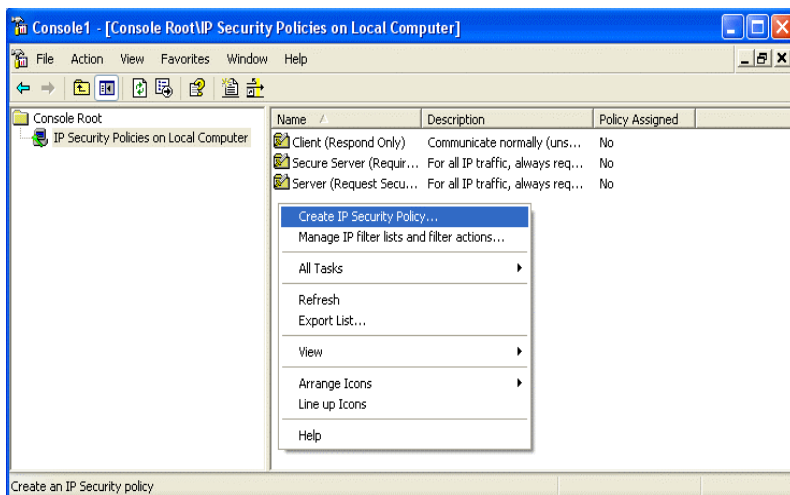 Console1 - [Console Root\IP Security Policies on Local Computer]
File Action View Favorites Window Help
Console Root
IP Security Policies on Local Computer
Name Description Policy Assigned
Client (Respond Only) Communicate normally (uns... No
Secure Server (Requir... For all IP traffic, always req... No
Server (Request Secu... For all IP traffic, always req... No
Create IP Security Policy...
Manage IP filter lists and filter actions...
All Tasks
Refresh
Export List...
View
Arrange Icons
Line up Icons
Help
Create an IP Security policy